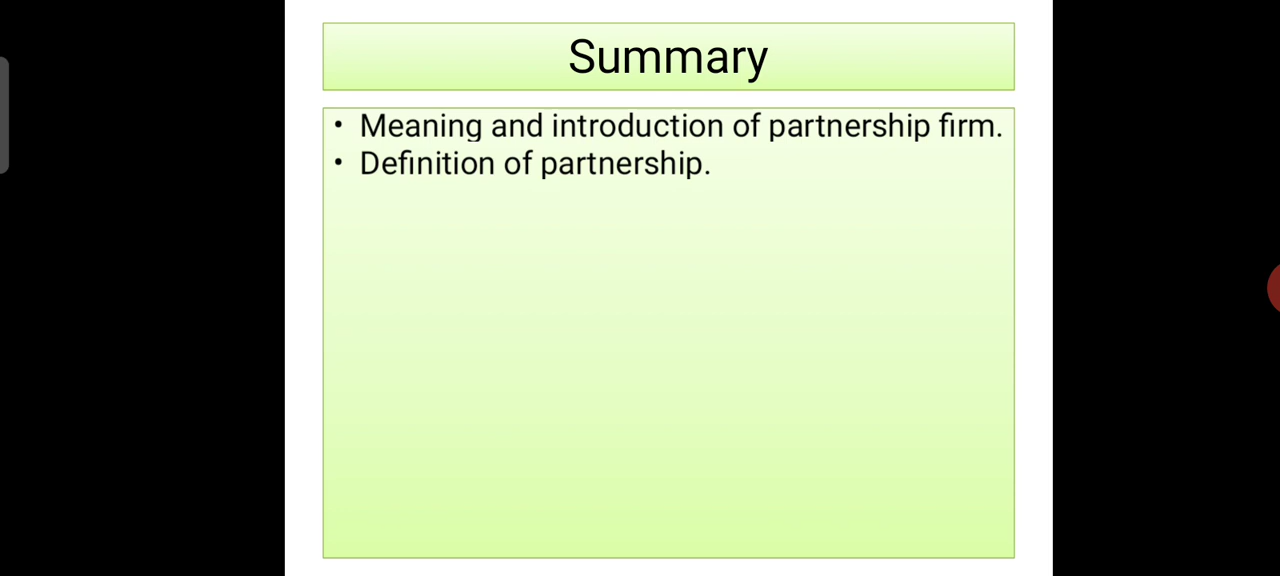 Summary
• Meaning and introduction of partnership firm.
• Definition of partnership.